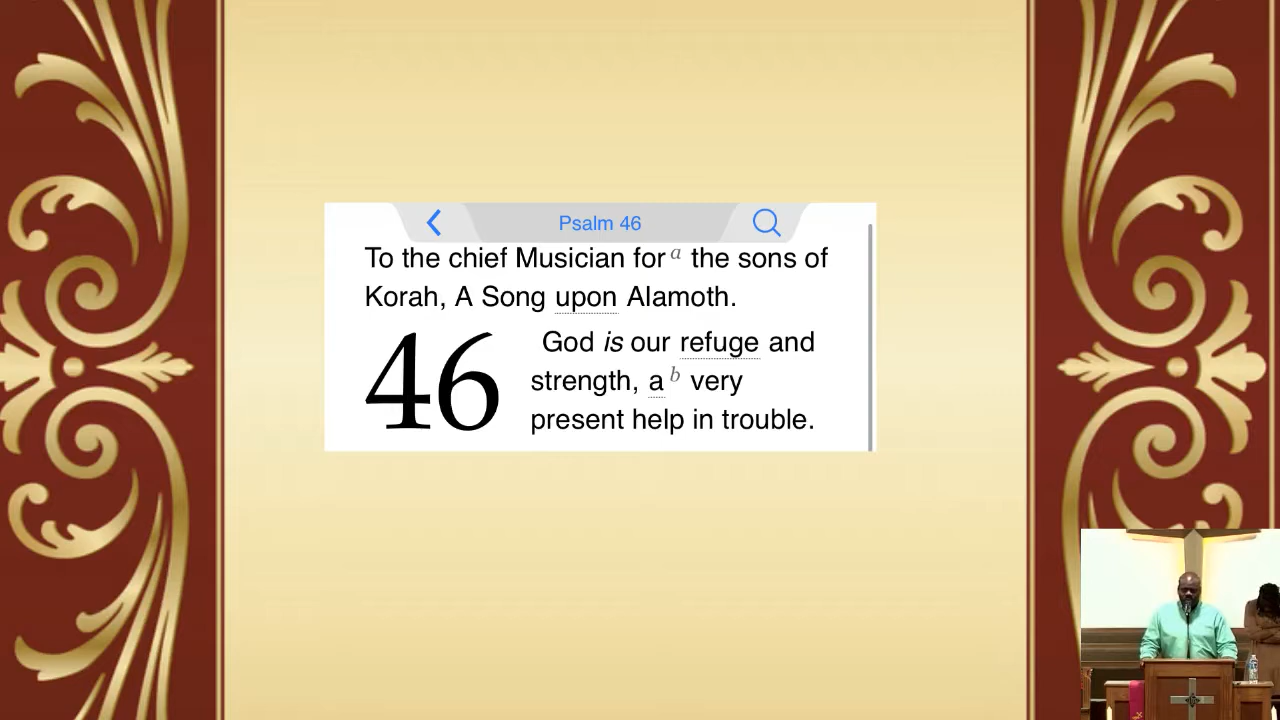 Psalm 46
To the chief Musician for a the sons of
Korah, A Song upon Alamoth.
46 God is our refuge and
strength, a b very
present help in trouble.